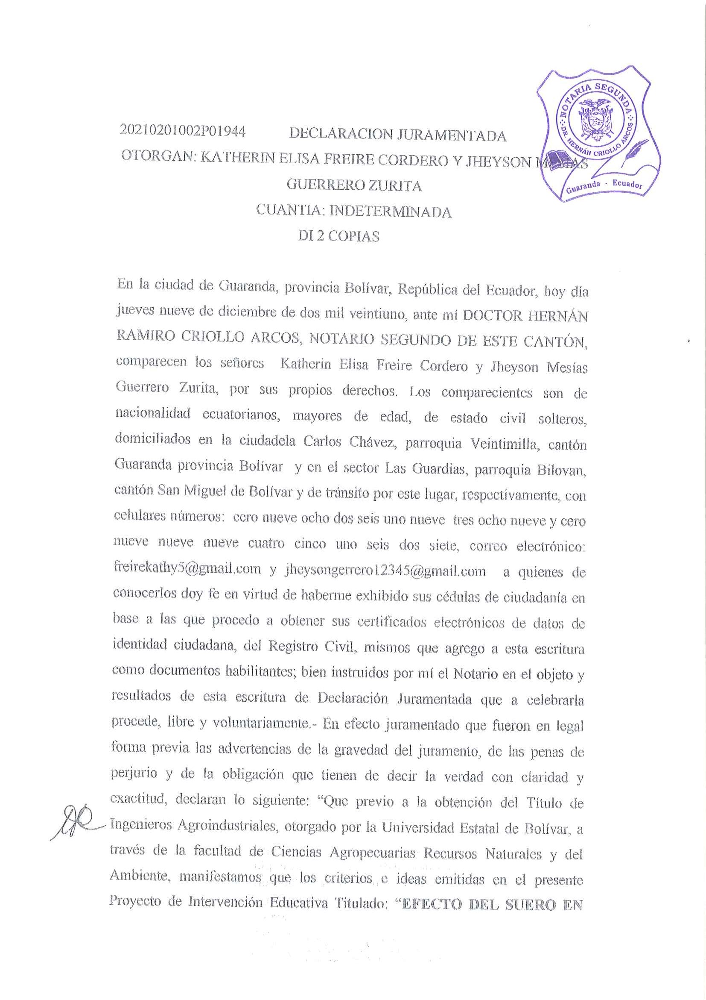 NOTARIA SEGUNDA
DR. HERNÁN CRIOLLO ARCOS
Guaranda - Ecuador
20210201002P01944 DECLARACION JURAMENTADA
OTORGAN: KATHERIN ELISA FREIRE CORDERO Y JHEYSON MESIAS
GUERRERO ZURITA
CUANTIA: INDETERMINADA
DI 2 COPIAS
En la ciudad de Guaranda, provincia Bolívar, República del Ecuador, hoy día
jueves nueve de diciembre de dos mil veintiuno, ante mí DOCTOR HERNÁN
RAMIRO CRIOLLO ARCOS, NOTARIO SEGUNDO DE ESTE CANTÓN,
comparecen los señores Katherin Elisa Freire Cordero y Jheyson Mesías
Guerrero Zurita, por sus propios derechos. Los comparecientes son de
nacionalidad ecuatorianos, mayores de edad, de estado civil solteros,
domiciliados en la ciudadela Carlos Chávez, parroquia Veintimilla, cantón
Guaranda provincia Bolívar y en el sector Las Guardias, parroquia Bilovan,
cantón San Miguel de Bolívar y de tránsito por este lugar, respectivamente, con
celulares números: cero nueve ocho dos seis uno nueve tres ocho nueve y cero
nueve nueve nueve cuatro cinco uno seis dos siete, correo electrónico:
freirekathy5@gmail.com y jheysongerrero12345@gmail.com a quienes de
conocerlos doy fe en virtud de haberme exhibido sus cédulas de ciudadanía en
base a las que procedo a obtener sus certificados electrónicos de datos de
identidad ciudadana, del Registro Civil, mismos que agrego a esta escritura
como documentos habilitantes; bien instruidos por mí el Notario en el objeto y
resultados de esta escritura de Declaración Juramentada que a celebrarla
procede, libre y voluntariamente.- En efecto juramentado que fueron en legal
forma previa las advertencias de la gravedad del juramento, de las penas de
perjurio y de la obligación que tienen de decir la verdad con claridad y
exactitud, declaran lo siguiente: “Que previo a la obtención del Título de
Ingenieros Agroindustriales, otorgado por la Universidad Estatal de Bolívar, a
través de la facultad de Ciencias Agropecuarias Recursos Naturales y del
Ambiente, manifestamos que los criterios e ideas emitidas en el presente
Proyecto de Intervención Educativa Titulado: “EFECTO DEL SUERO EN